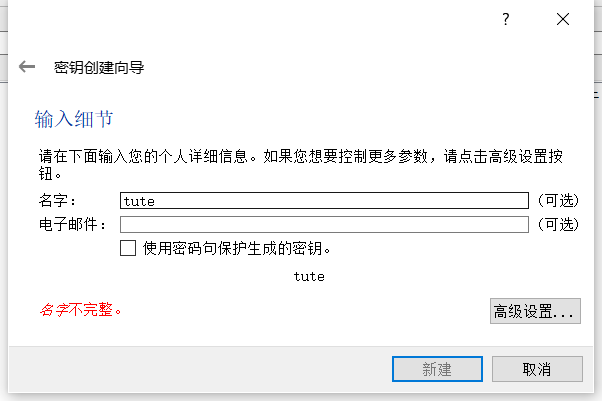 ?
密钥创建向导
输入细节
请在下面输入您的个人详细信息。如果您想要控制更多参数，请点击高级设置按
钮。
名字： tute (可选)
电子邮件： (可选)
使用密码句保护生成的密钥。
tute
名字不完整。
高级设置...
新建 取消